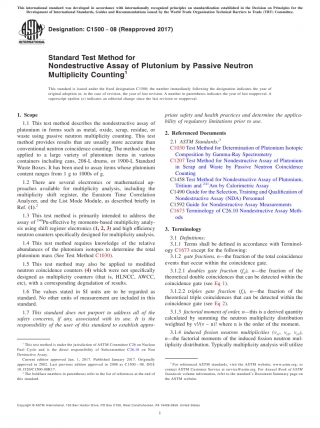 This international standard was developed in accordance with internationally recognized principles on standardization established in the Decision on Principles for the
Development of International Standards, Guides and Recommendations issued by the World Trade Organization Technical Barriers to Trade (TBT) Committee.
Designation: C1500 − 08 (Reapproved 2017)
INTERNATIONAL
Standard Test Method for
Nondestructive Assay of Plutonium by Passive Neutron
Multiplicity Counting1
This standard is issued under the fixed designation C1500; the number immediately following the designation indicates the year of
original adoption or, in the case of revision, the year of last revision. A number in parentheses indicates the year of last reapproval. A
superscript epsilon (ε) indicates an editorial change since the last revision or reapproval.
1. Scope
1.1 This test method describes the nondestructive assay of
plutonium in forms such as metal, oxide, scrap, residue, or
waste using passive neutron multiplicity counting. This test
method provides results that are usually more accurate than
conventional neutron coincidence counting. The method can be
applied to a large variety of plutonium items in various
containers including cans, 208-L drums, or 1900-L Standard
Waste Boxes. It has been used to assay items whose plutonium
content ranges from 1 g to 1000s of g.
1.2 There are several electronics or mathematical ap-
proaches available for multiplicity analysis, including the
multiplicity shift register, the Euratom Time Correlation
Analyzer, and the List Mode Module, as described briefly in
Ref. (1).2
1.3 This test method is primarily intended to address the
assay of 240Pu-effective by moments-based multiplicity analy-
sis using shift register electronics (1, 2, 3) and high efficiency
neutron counters specifically designed for multiplicity analysis.
1.4 This test method requires knowledge of the relative
abundances of the plutonium isotopes to determine the total
plutonium mass (See Test Method C1030).
1.5 This test method may also be applied to modified
neutron coincidence counters (4) which were not specifically
designed as multiplicity counters (that is, HLNCC, AWCC,
etc), with a corresponding degradation of results.
1.6 The values stated in SI units are to be regarded as
standard. No other units of measurement are included in this
standard.
1.7 This standard does not purport to address all of the
safety concerns, if any, associated with its use. It is the
responsibility of the user of this standard to establish appro-
1 This test method is under the jurisdiction of ASTM Committee C26 on Nuclear
Fuel Cycle and is the direct responsibility of Subcommittee C26.10 on Non
Destructive Assay.
Current edition approved Jan. 1, 2017. Published January 2017. Originally
approved in 2002. Last previous edition approved in 2008 as C1500 – 08. DOI:
10.1520/C1500-08R17.
2 The boldface numbers in parentheses refer to the list of references at the end of
this standard.
priate safety and health practices and determine the applica-
bility of regulatory limitations prior to use.
2. Referenced Documents
2.1 ASTM Standards:3
C1030 Test Method for Determination of Plutonium Isotopic
Composition by Gamma-Ray Spectrometry
C1207 Test Method for Nondestructive Assay of Plutonium
in Scrap and Waste by Passive Neutron Coincidence
Counting
C1458 Test Method for Nondestructive Assay of Plutonium,
Tritium and 241Am by Calorimetric Assay
C1490 Guide for the Selection, Training and Qualification of
Nondestructive Assay (NDA) Personnel
C1592 Guide for Nondestructive Assay Measurements
C1673 Terminology of C26.10 Nondestructive Assay Meth-
ods
3. Terminology
3.1 Definitions:
3.1.1 Terms shall be defined in accordance with Terminol-
ogy C1673 except for the following:
3.1.2 gate fractions, n—the fraction of the total coincidence
events that occur within the coincidence gate.
3.1.2.1 doubles gate fraction (fd), n—the fraction of the
theoretical double coincidences that can be detected within the
coincidence gate (see Eq 1).
3.1.2.2 triples gate fraction (ft), n—the fraction of the
theoretical triple coincidences that can be detected within the
coincidence gate (see Eq 2).
3.1.3 factorial moment of order, n—this is a derived quantity
calculated by summing the neutron multiplicity distribution
weighted by ν!/(ν – n)! where n is the order of the moment.
3.1.4 induced fission neutron multiplicities (νi1, νi2, νi3),
n—the factorial moments of the induced fission neutron mul-
tiplicity distribution. Typically multiplicity analysis will utilize
3 For referenced ASTM standards, visit the ASTM website, www.astm.org, or
contact ASTM Customer Service at service@astm.org. For Annual Book of ASTM
Standards volume information, refer to the standard's Document Summary page on
the ASTM website.
Copyright © ASTM International, 100 Barr Harbor Drive, PO Box C700, West Conshohocken, PA 19428-2959. United States
1